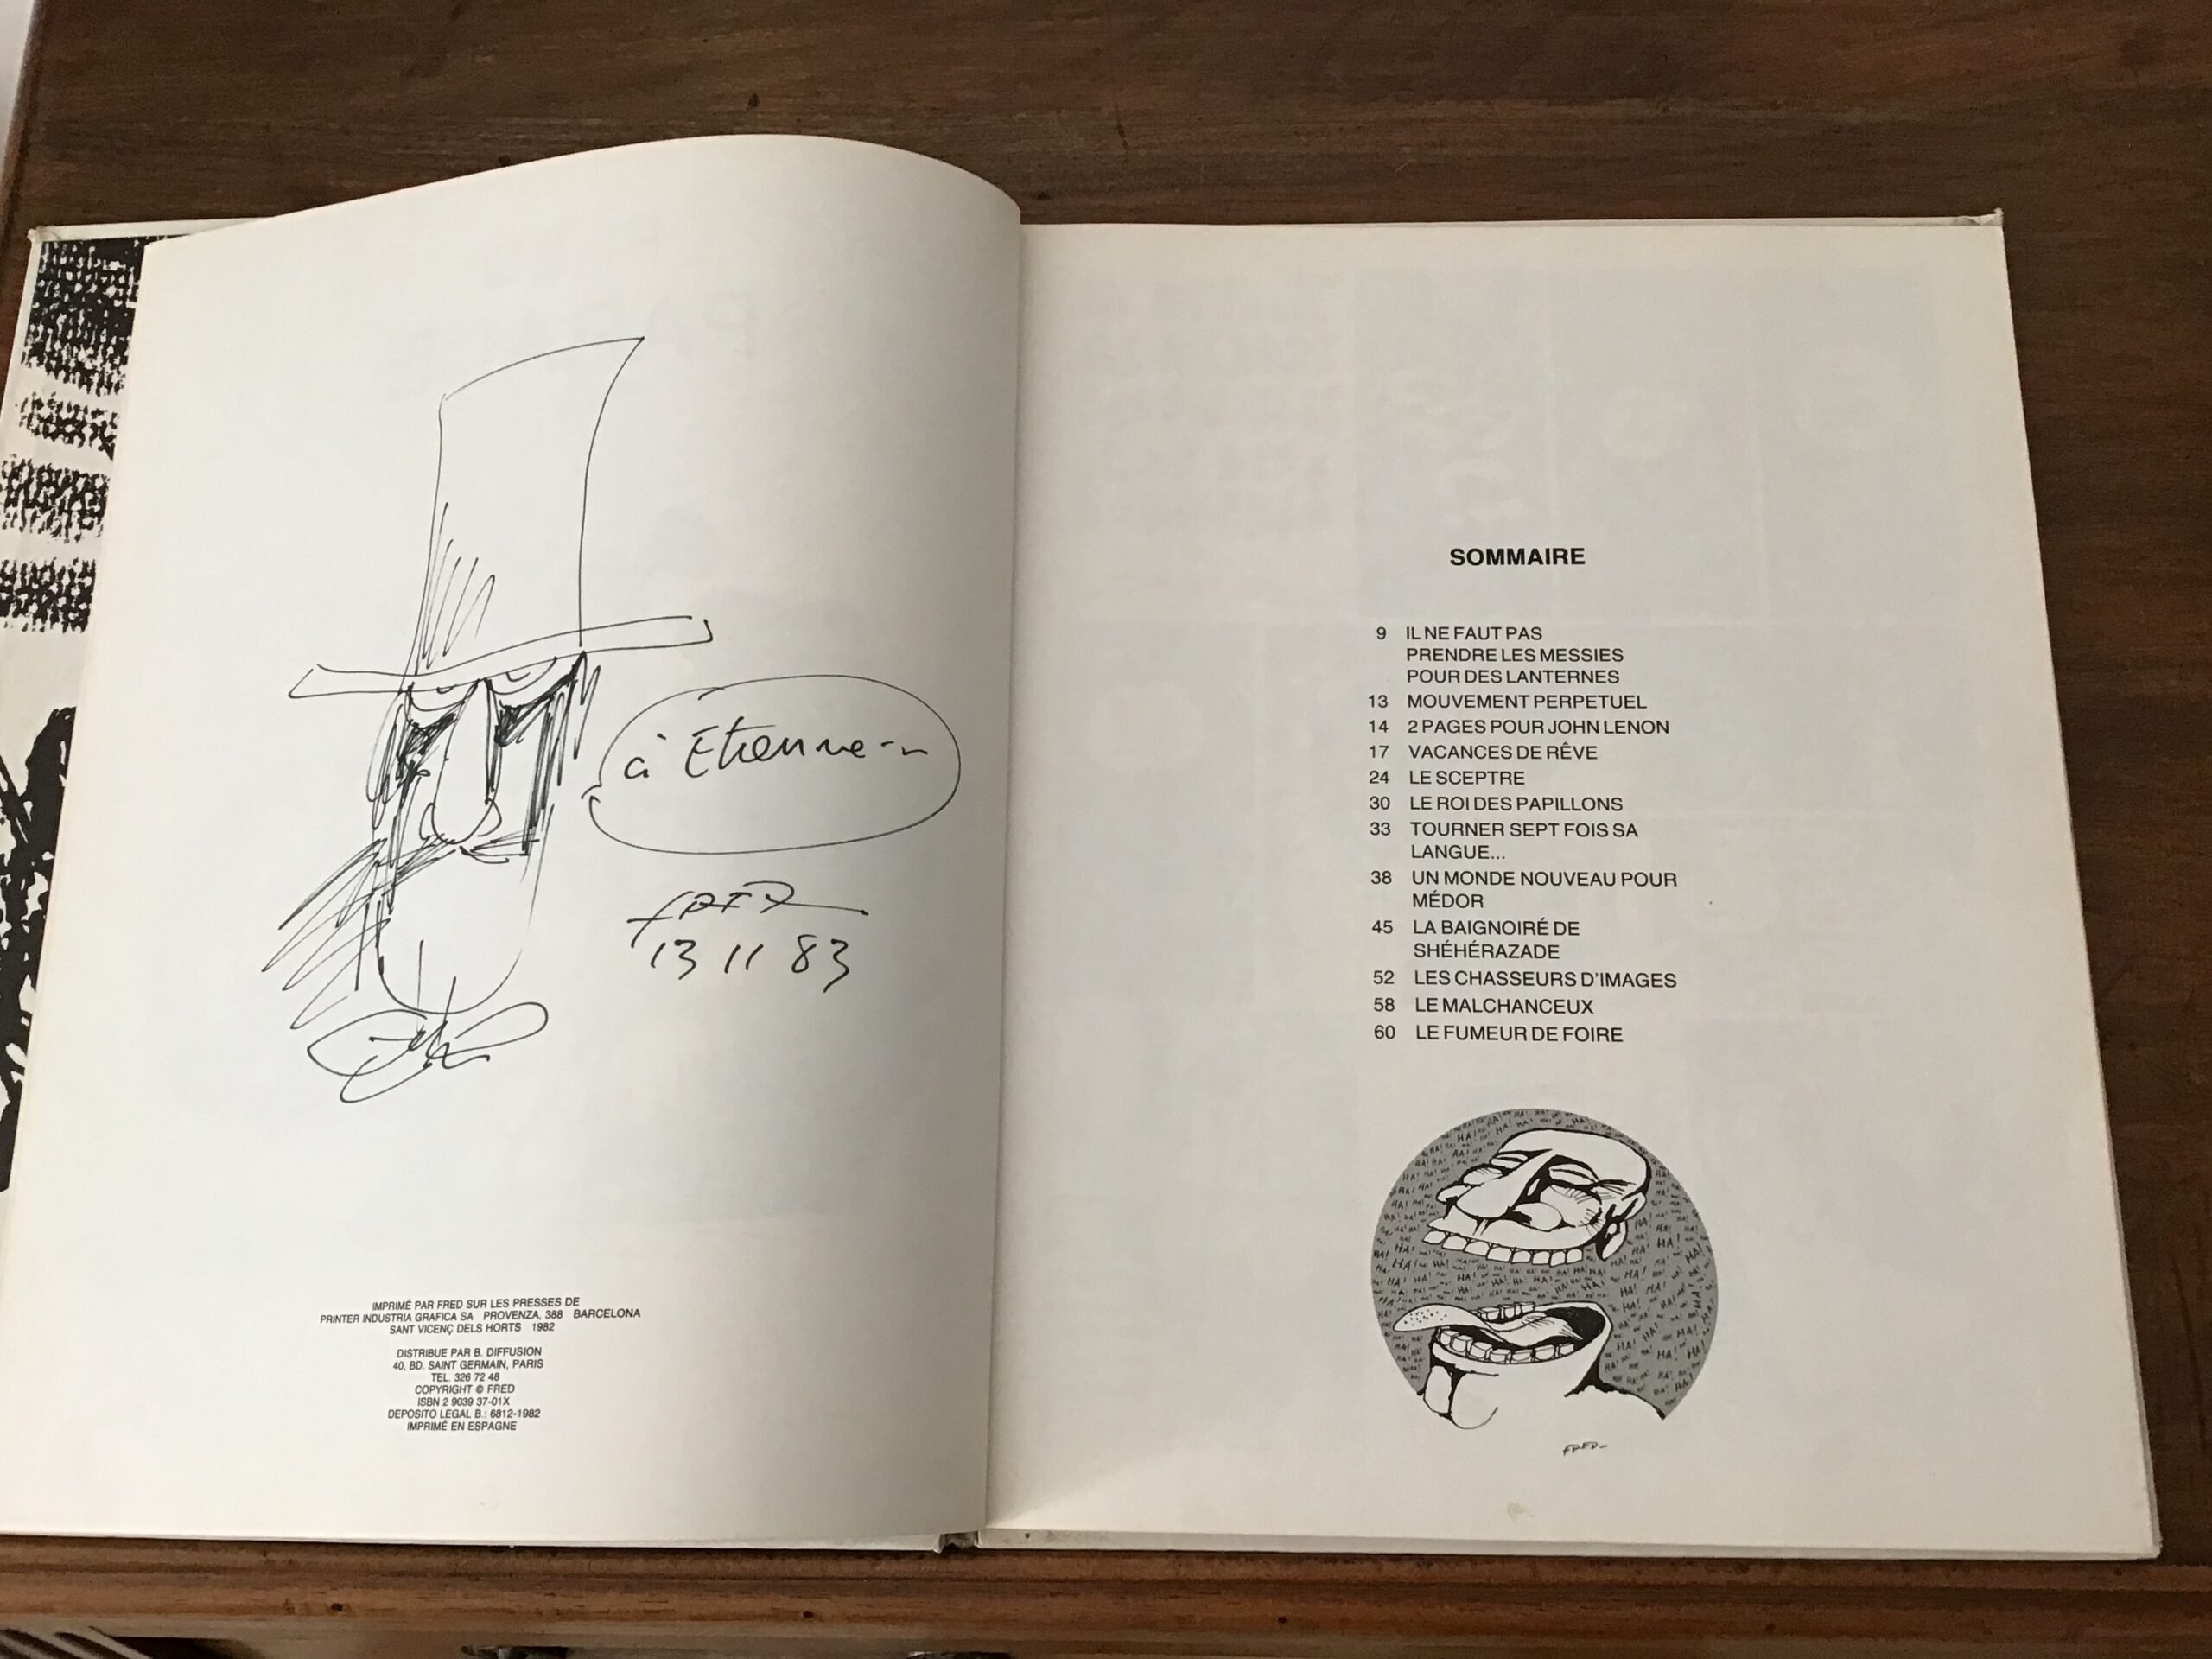 à Etienne
FRED
13 11 83
IMPRIMÉ PAR FRED SUR LES PRESSES DE
PRINTER INDUSTRIA GRAFICA SA PROVENZA, 388 BARCELONA
SANT VICENÇ DELS HORTS 1982
DISTRIBUE PAR B. DIFFUSION
40, BD. SAINT GERMAIN, PARIS
TEL. 326 72 48
COPYRIGHT © FRED
ISBN 2 9039 37-01X
DEPOSITO LEGAL B.: 6812-1982
IMPRIMÉ EN ESPAGNE
SOMMAIRE
9 IL NE FAUT PAS
PRENDRE LES MESSIES
POUR DES LANTERNES
13 MOUVEMENT PERPETUEL
14 2 PAGES POUR JOHN LENON
17 VACANCES DE RÊVE
24 LE SCEPTRE
30 LE ROI DES PAPILLONS
33 TOURNER SEPT FOIS SA
LANGUE...
38 UN MONDE NOUVEAU POUR
MÉDOR
45 LA BAIGNOIRÉ DE
SHÉHÉRAZADE
52 LES CHASSEURS D'IMAGES
58 LE MALCHANCEUX
60 LE FUMEUR DE FOIRE
HA! HA! HA!
FRED